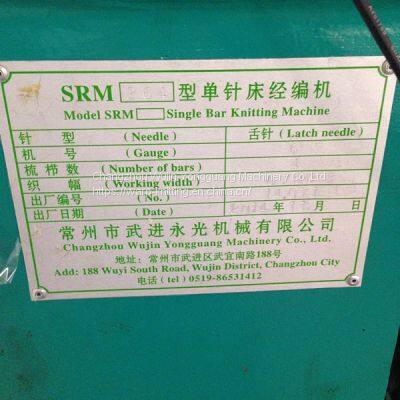 SRM 型单针床经编机
Model SRM Single Bar Knitting Machine
针 型 (Needle) 舌针 (Latch needle)
机 号 (Gauge)
梳栉数 (Number of bars)
织 幅 (Working width)
出厂编号 (No.)
出厂日期 (Date) 年 月 日
常州市武进永光机械有限公司
Changzhou Wujin Yongguang Machinery Co., Ltd.
地址: 常州市武进区武宜南路188号
Add: 188 Wuyi South Road, Wujin District, Changzhou City
电话 (tel) 0519-86531412